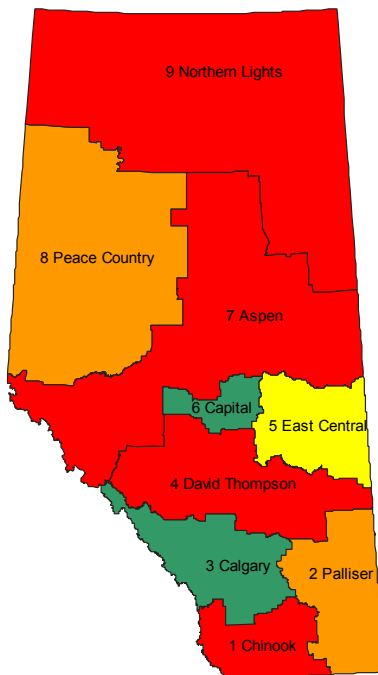 9 Northern Lights
8 Peace Country
7 Aspen
6 Capital
5 East Central
4 David Thompson
3 Calgary
2 Palliser
1 Chinook